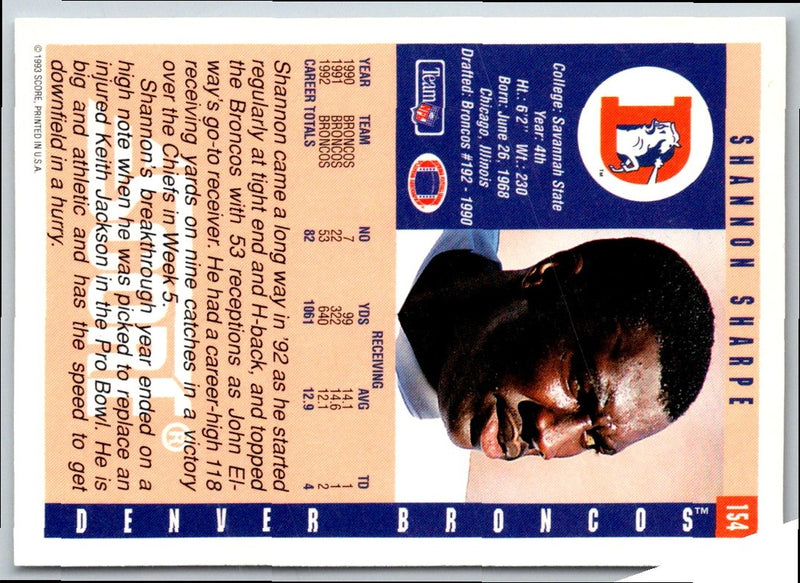 154
SHANNON SHARPE
College: Savannah State
Year: 4th
Ht.: 6'2" Wt.: 230
Born: June 26, 1968
Chicago, Illinois
Drafted: Broncos #192 - 1990
Team NFL
DENVER BRONCOS™
RECEIVING
YEAR TEAM NO YDS AVG TD
1990 BRONCOS 7 99 14.1 1
1991 BRONCOS 22 322 14.6 1
1992 BRONCOS 53 640 12.1 2
CAREER TOTALS 82 1061 12.9 4
Shannon came a long way in '92 as he started
regularly at tight end and H-back, and topped
the Broncos with 53 receptions as John El-
way's go-to receiver. He had a career-high 118
receiving yards on nine catches in a victory
over the Chiefs in Week 5.
Shannon's breakthrough year ended on a
high note when he was picked to replace an
injured Keith Jackson in the Pro Bowl. He is
big and athletic and has the speed to get
downfield in a hurry.
SCORE®
© 1993 SCORE, PRINTED IN U.S.A.